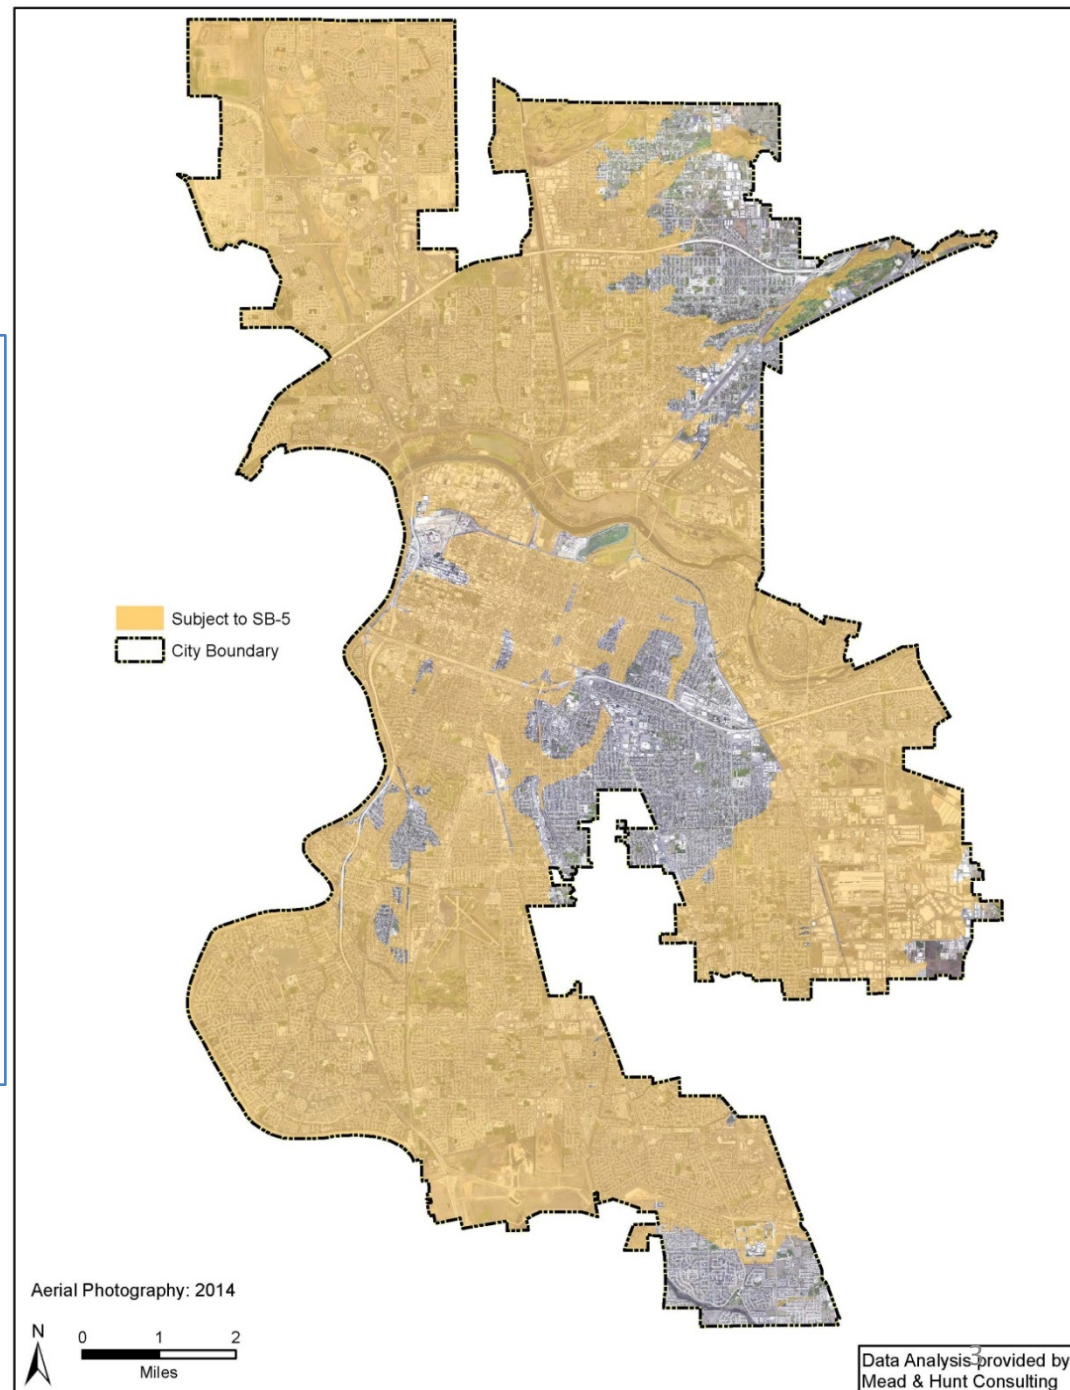 Subject to SB-5
City Boundary
Aerial Photography: 2014
N
0 1 2
Miles
3
Data Analysis provided by
Mead & Hunt Consulting